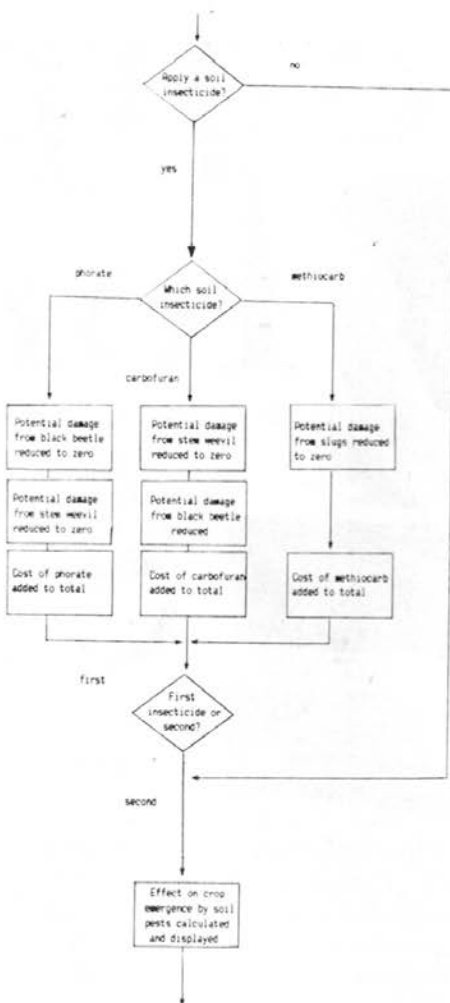 no
Apply a soil
insecticide?
yes
phorate
methiocarb
Which soil
insecticide?
carbofuran
Potential damage
from black beetle
reduced to zero
Potential damage
from stem weevil
reduced to zero
Cost of phorate
added to total
Potential damage
from stem weevil
reduced to zero
Potential damage
from black beetle
reduced
Cost of carbofuran
added to total
Potential damage
from slugs reduced
to zero
Cost of methiocarb
added to total
first
First
insecticide or
second?
second
Effect on crop
emergence by soil
pests calculated
and displayed